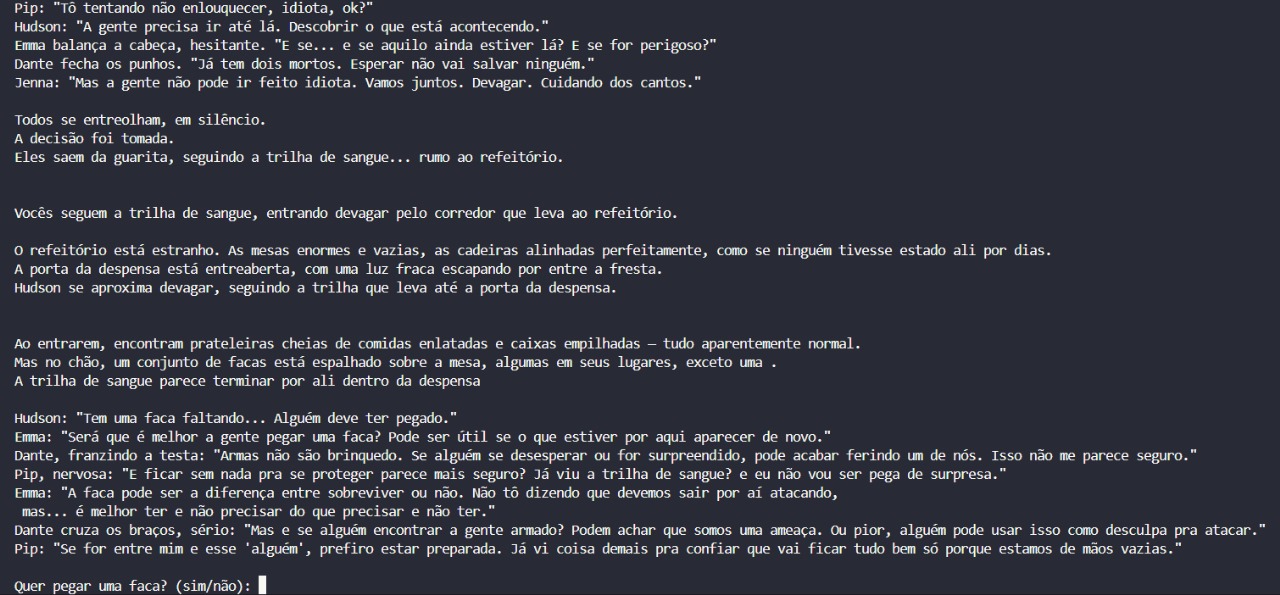 Pip: "Tô tentando não enlouquecer, idiota, ok?"
Hudson: "A gente precisa ir até lá. Descobrir o que está acontecendo."
Emma balança a cabeça, hesitante. "E se... e se aquilo ainda estiver lá? E se for perigoso?"
Dante fecha os punhos. "Já tem dois mortos. Esperar não vai salvar ninguém."
Jenna: "Mas a gente não pode ir feito idiota. Vamos juntos. Devagar. Cuidando dos cantos."
Todos se entreolham, em silêncio.
A decisão foi tomada.
Eles saem da guarita, seguindo a trilha de sangue... rumo ao refeitório.
Vocês seguem a trilha de sangue, entrando devagar pelo corredor que leva ao refeitório.
O refeitório está estranho. As mesas enormes e vazias, as cadeiras alinhadas perfeitamente, como se ninguém tivesse estado ali por dias.
A porta da despensa está entreaberta, com uma luz fraca escapando por entre a fresta.
Hudson se aproxima devagar, seguindo a trilha que leva até a porta da despensa.
Ao entrarem, encontram prateleiras cheias de comidas enlatadas e caixas empilhadas — tudo aparentemente normal.
Mas no chão, um conjunto de facas está espalhado sobre a mesa, algumas em seus lugares, exceto uma .
A trilha de sangue parece terminar por ali dentro da despensa
Hudson: "Tem uma faca faltando... Alguém deve ter pegado."
Emma: "Será que é melhor a gente pegar uma faca? Pode ser útil se o que estiver por aqui aparecer de novo."
Dante, franzindo a testa: "Armas não são brinquedo. Se alguém se desesperar ou for surpreendido, pode acabar ferindo um de nós. Isso não me parece seguro."
Pip, nervosa: "E ficar sem nada pra se proteger parece mais seguro? Já viu a trilha de sangue? e eu não vou ser pega de surpresa."
Emma: "A faca pode ser a diferença entre sobreviver ou não. Não tô dizendo que devemos sair por aí atacando,
mas... é melhor ter e não precisar do que precisar e não ter."
Dante cruza os braços, sério: "Mas e se alguém encontrar a gente armado? Podem achar que somos uma ameaça. Ou pior, alguém pode usar isso como desculpa pra atacar."
Pip: "Se for entre mim e esse 'alguém', prefiro estar preparada. Já vi coisa demais pra confiar que vai ficar tudo bem só porque estamos de mãos vazias."
Quer pegar uma faca? (sim/não):